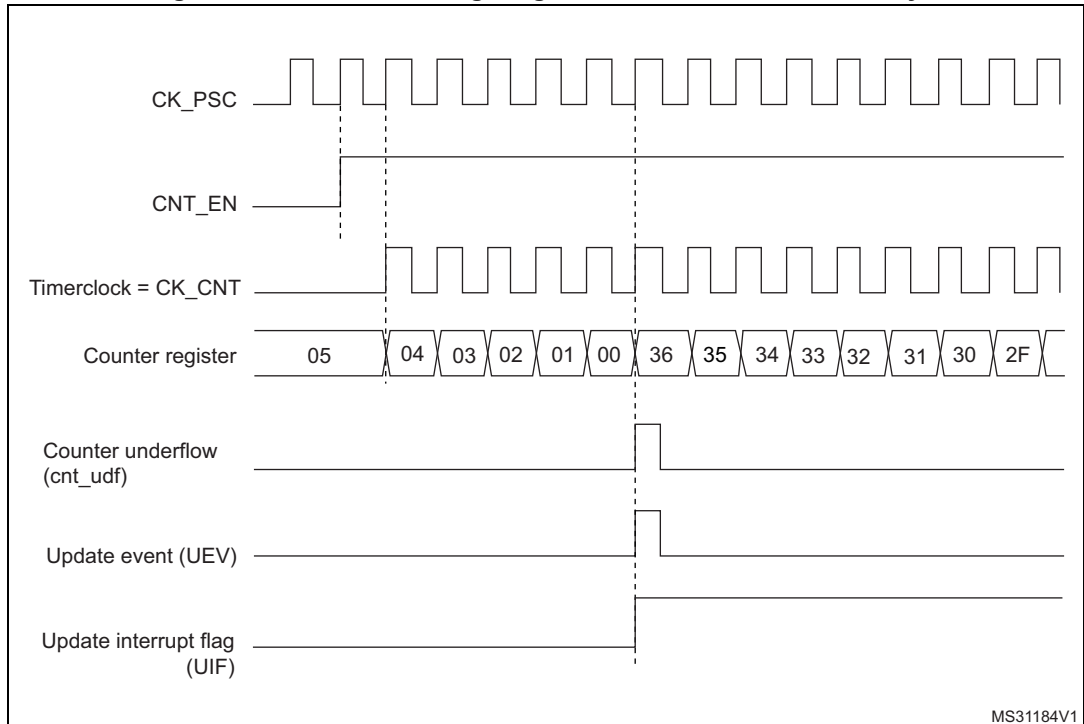 CK_PSC
CNT_EN
Timerclock = CK_CNT
Counter register 05 04 03 02 01 00 36 35 34 33 32 31 30 2F
Counter underflow
(cnt_udf)
Update event (UEV)
Update interrupt flag
(UIF)
MS31184V1